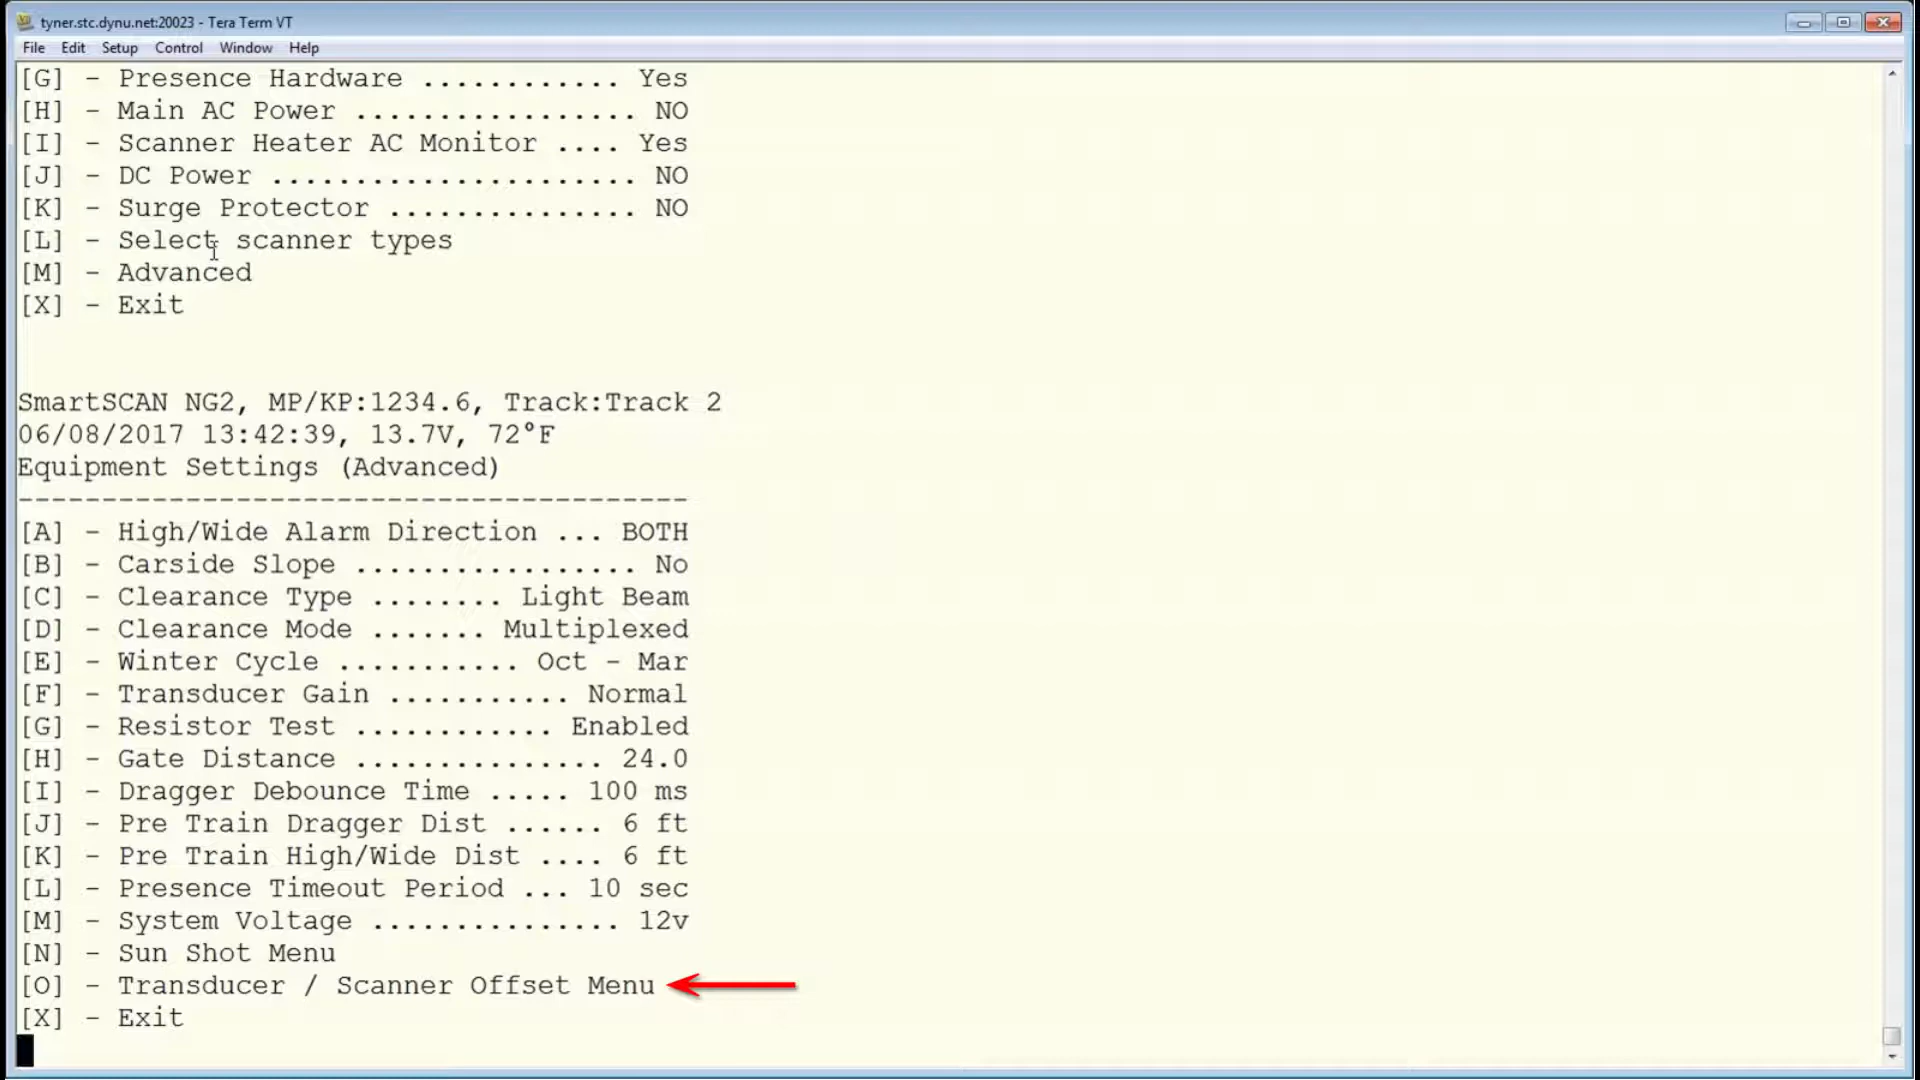 tyner.stc.dynu.net:20023 - Tera Term VT
File Edit Setup Control Window Help
[G] - Presence Hardware ............ Yes
[H] - Main AC Power ................. NO
[I] - Scanner Heater AC Monitor .... Yes
[J] - DC Power ...................... NO
[K] - Surge Protector ............... NO
[L] - Select scanner types
[M] - Advanced
[X] - Exit
SmartSCAN NG2, MP/KP:1234.6, Track:Track 2
06/08/2017 13:42:39, 13.7V, 72°F
Equipment Settings (Advanced)
----------------------------------------
[A] - High/Wide Alarm Direction ... BOTH
[B] - Carside Slope ................. No
[C] - Clearance Type ........ Light Beam
[D] - Clearance Mode ....... Multiplexed
[E] - Winter Cycle ........... Oct - Mar
[F] - Transducer Gain ........... Normal
[G] - Resistor Test ............ Enabled
[H] - Gate Distance ............... 24.0
[I] - Dragger Debounce Time ..... 100 ms
[J] - Pre Train Dragger Dist ...... 6 ft
[K] - Pre Train High/Wide Dist .... 6 ft
[L] - Presence Timeout Period ... 10 sec
[M] - System Voltage ............... 12v
[N] - Sun Shot Menu
[O] - Transducer / Scanner Offset Menu
[X] - Exit